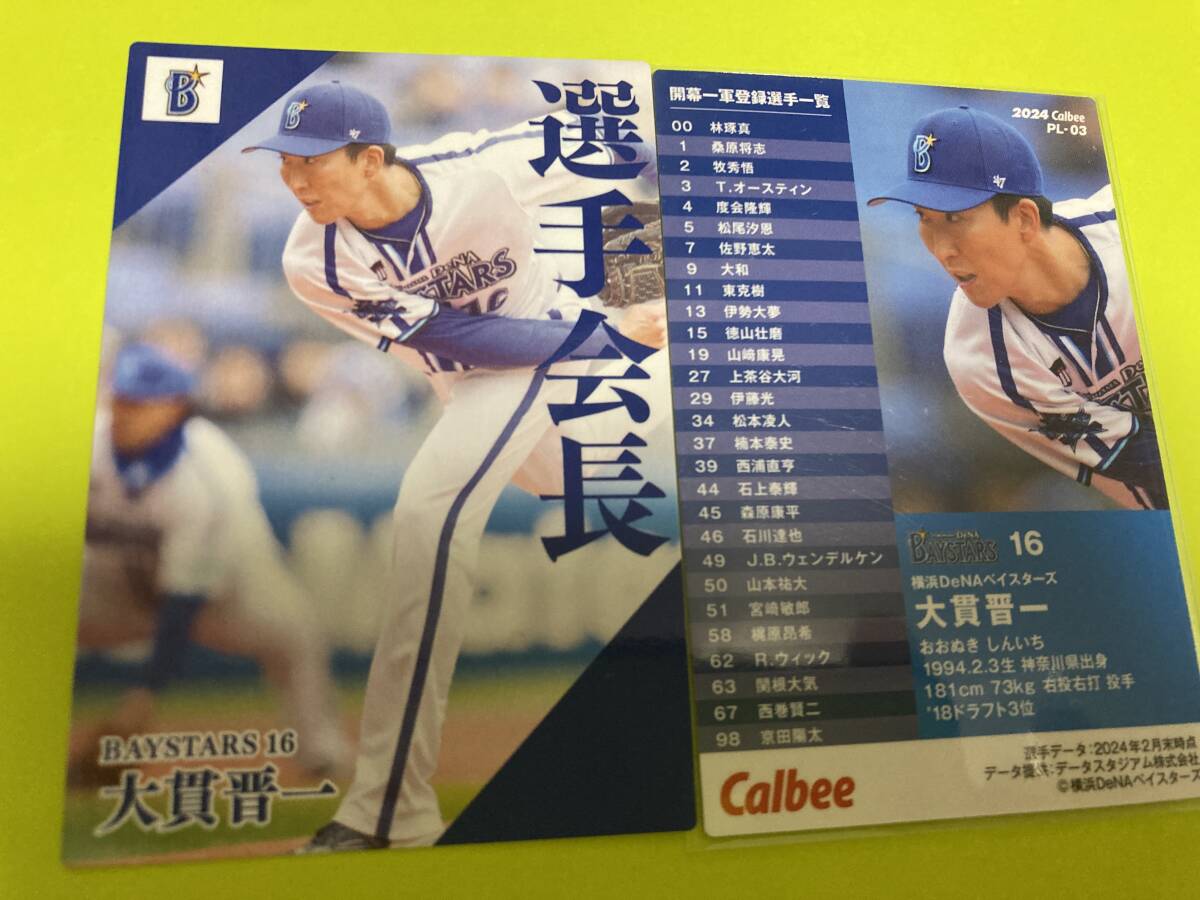 B
選手会長
DeNA
STARS
BAYSTARS 16
大貫晋一
開幕一軍登録選手一覧
00 林琢真
1 桑原将志
2 牧秀悟
3 T.オースティン
4 度会隆輝
5 松尾汐恩
7 佐野恵太
9 大和
11 東克樹
13 伊勢大夢
15 徳山壮磨
19 山﨑康晃
27 上茶谷大河
29 伊藤光
34 松本凌人
37 楠本泰史
39 西浦直亨
44 石上泰輝
45 森原康平
46 石川達也
49 J.B.ウェンデルケン
50 山本祐大
51 宮﨑敏郎
58 梶原昂希
62 R.ウィック
63 関根大気
67 西巻賢二
98 京田陽太
Calbee
2024 Calbee
PL-03
B
47
DeNA
BAYSTARS 16
横浜DeNAベイスターズ
大貫晋一
おおぬき しんいち
1994.2.3生 神奈川県出身
181cm 73kg 右投右打 投手
'18ドラフト3位
選手データ:2024年2月末時点
データ提供:データスタジアム株式会社
©横浜DeNAベイスターズ